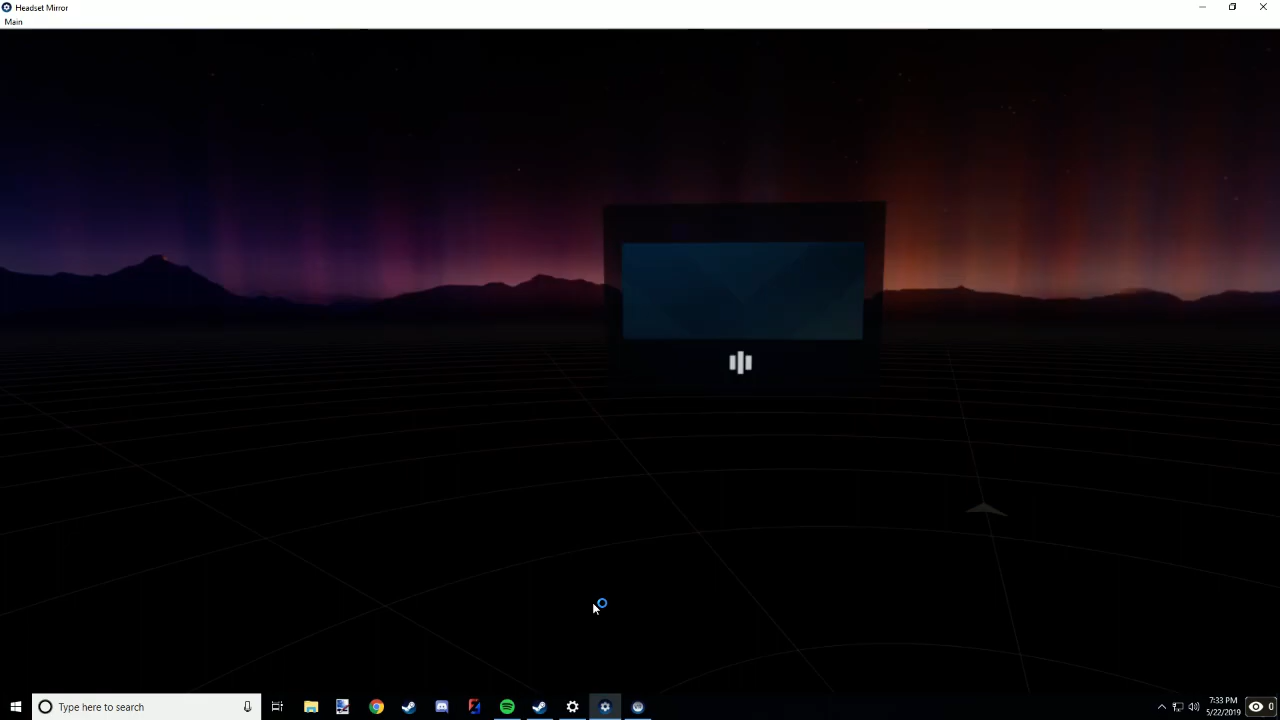 Headset Mirror
Main
Type here to search
7:33 PM
5/22/2019
0